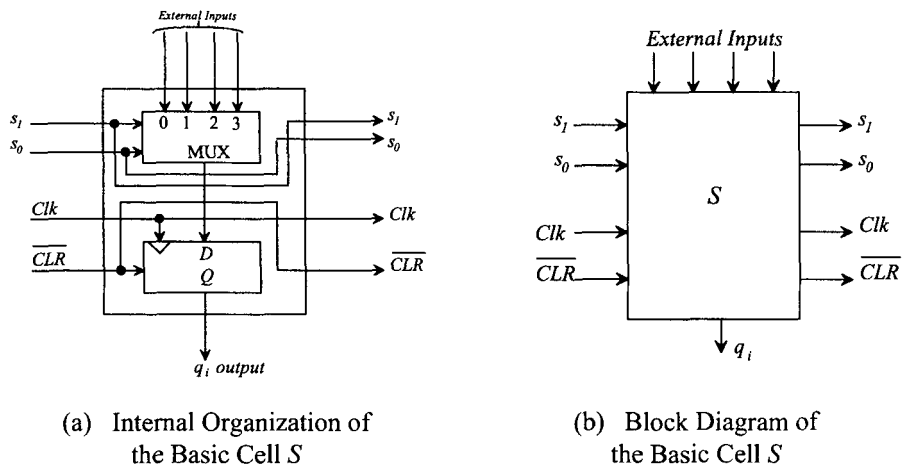 External Inputs
0 1 2 3
MUX
s1
s0
s1
s0
Clk
Clk
D
Q
CLR
CLR
qi output
(a) Internal Organization of
the Basic Cell S
External Inputs
s1
s0
S
Clk
CLR
s1
s0
Clk
CLR
qi
(b) Block Diagram of
the Basic Cell S